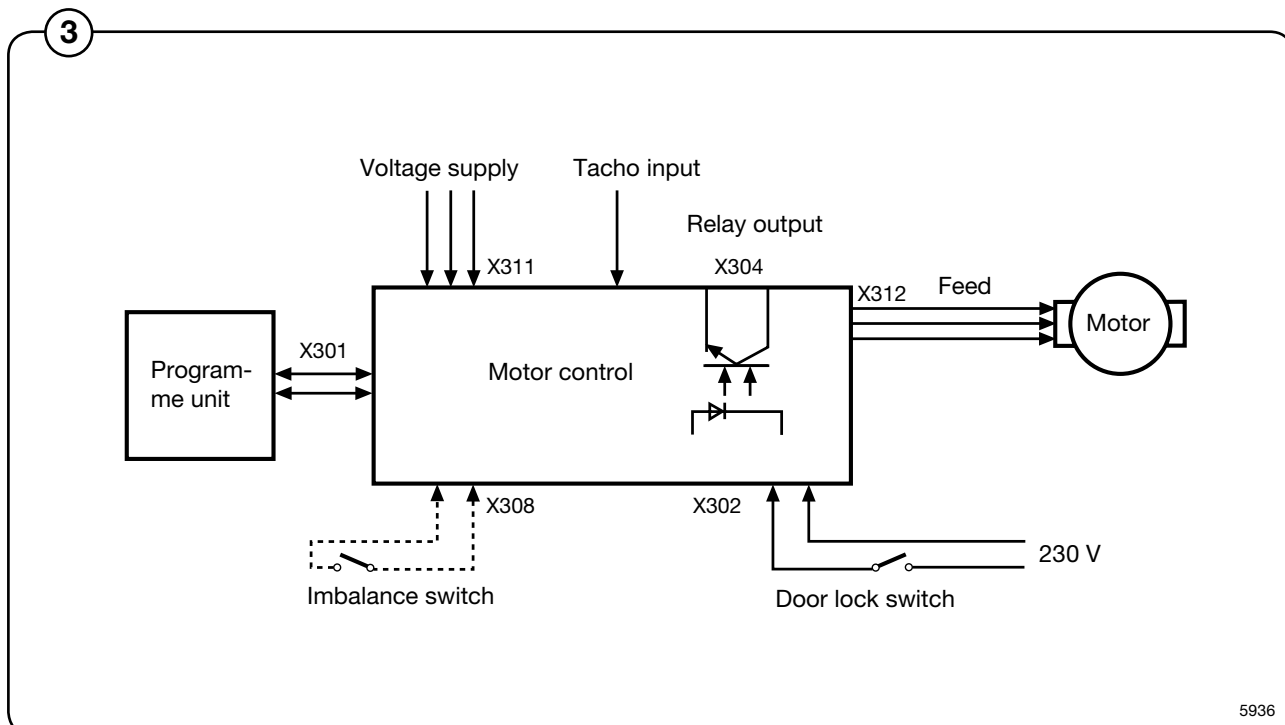 3
Voltage supply
Tacho input
Relay output
X311
X304
X312
Feed
Motor
X301
Program-
me unit
Motor control
X308
X302
230 V
Imbalance switch
Door lock switch
5936